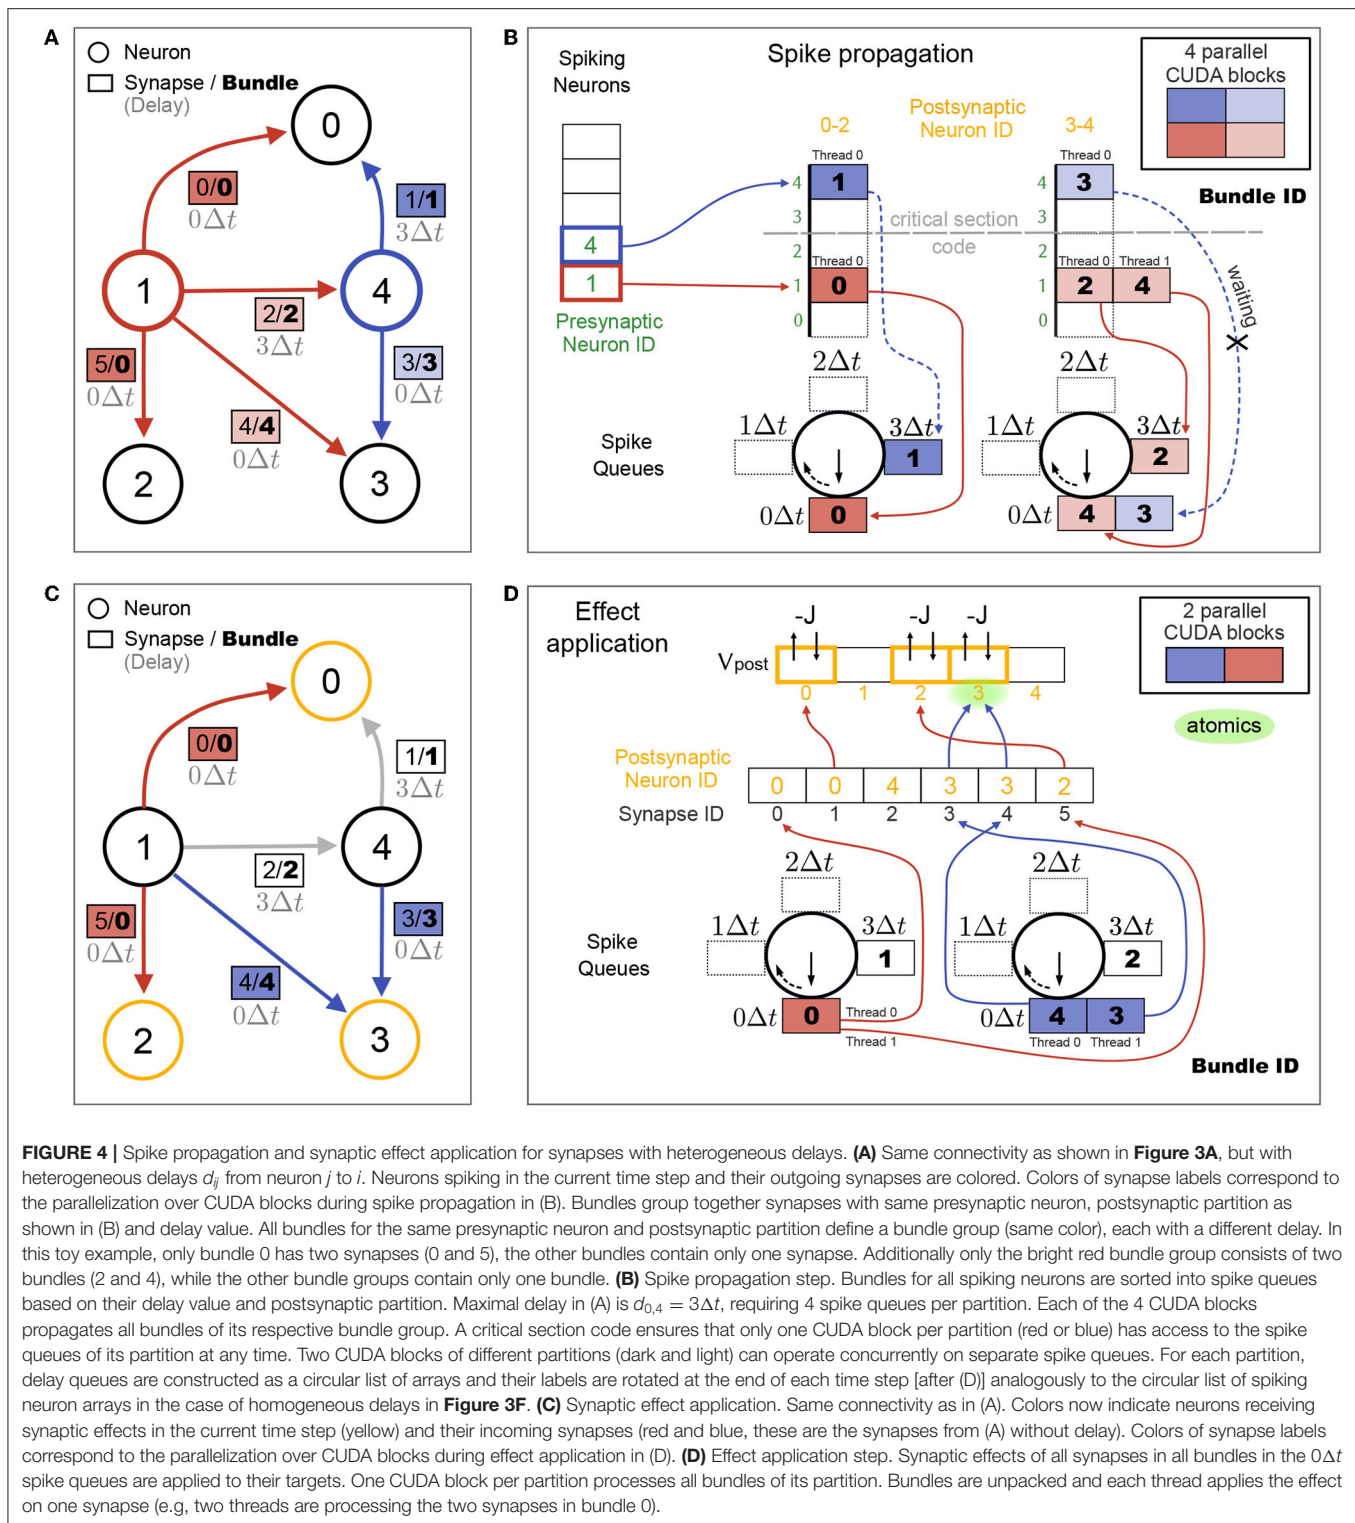 A
Neuron
Synapse / Bundle
(Delay)
0
0/0
0Δt
1/1
3Δt
1
4
2/2
3Δt
5/0
0Δt
3/3
0Δt
4/4
0Δt
2
3
B
Spiking
Neurons
Spike propagation
4 parallel
CUDA blocks
Postsynaptic
Neuron ID
0-2
3-4
Thread 0
Thread 0
4
1
4
3
Bundle ID
3
3
critical section
code
4
2
2
Thread 0
Thread 0
Thread 1
1
1
0
1
2
4
waiting
Presynaptic
Neuron ID
0
0
2Δt
2Δt
1Δt
3Δt
1Δt
3Δt
Spike
Queues
1
2
0Δt
0
0Δt
4
3
C
Neuron
Synapse / Bundle
(Delay)
0
0/0
0Δt
1/1
3Δt
1
4
2/2
3Δt
5/0
0Δt
3/3
0Δt
4/4
0Δt
2
3
D
Effect
application
-J
-J
-J
2 parallel
CUDA blocks
Vpost
0
1
2
3
4
atomics
Postsynaptic
Neuron ID
0
0
4
3
3
2
Synapse ID
0
1
2
3
4
5
2Δt
2Δt
1Δt
3Δt
1Δt
3Δt
Spike
Queues
1
2
0Δt
0
Thread 0
Thread 1
0Δt
4
3
Thread 0
Thread 1
Bundle ID
FIGURE 4 | Spike propagation and synaptic effect application for synapses with heterogeneous delays. (A) Same connectivity as shown in Figure 3A, but with
heterogeneous delays dij from neuron j to i. Neurons spiking in the current time step and their outgoing synapses are colored. Colors of synapse labels correspond to
the parallelization over CUDA blocks during spike propagation in (B). Bundles group together synapses with same presynaptic neuron, postsynaptic partition as
shown in (B) and delay value. All bundles for the same presynaptic neuron and postsynaptic partition define a bundle group (same color), each with a different delay. In
this toy example, only bundle 0 has two synapses (0 and 5), the other bundles contain only one synapse. Additionally only the bright red bundle group consists of two
bundles (2 and 4), while the other bundle groups contain only one bundle. (B) Spike propagation step. Bundles for all spiking neurons are sorted into spike queues
based on their delay value and postsynaptic partition. Maximal delay in (A) is d0,4 = 3Δt, requiring 4 spike queues per partition. Each of the 4 CUDA blocks
propagates all bundles of its respective bundle group. A critical section code ensures that only one CUDA block per partition (red or blue) has access to the spike
queues of its partition at any time. Two CUDA blocks of different partitions (dark and light) can operate concurrently on separate spike queues. For each partition,
delay queues are constructed as a circular list of arrays and their labels are rotated at the end of each time step [after (D)] analogously to the circular list of spiking
neuron arrays in the case of homogeneous delays in Figure 3F. (C) Synaptic effect application. Same connectivity as in (A). Colors now indicate neurons receiving
synaptic effects in the current time step (yellow) and their incoming synapses (red and blue, these are the synapses from (A) without delay). Colors of synapse labels
correspond to the parallelization over CUDA blocks during effect application in (D). (D) Effect application step. Synaptic effects of all synapses in all bundles in the 0Δt
spike queues are applied to their targets. One CUDA block per partition processes all bundles of its partition. Bundles are unpacked and each thread applies the effect
on one synapse (e.g, two threads are processing the two synapses in bundle 0).